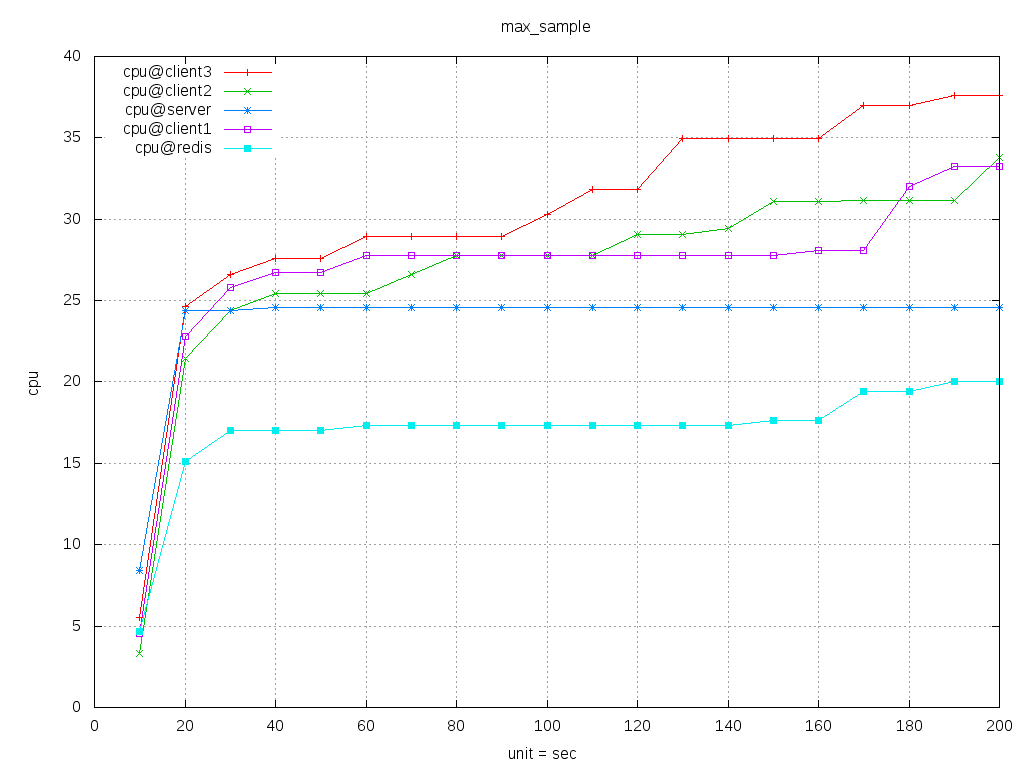 max_sample
40
35
30
25
20
15
10
5
0
cpu@client3
cpu@client2
cpu@server
cpu@client1
cpu@redis
cpu
0 20 40 60 80 100 120 140 160 180 200
unit = sec